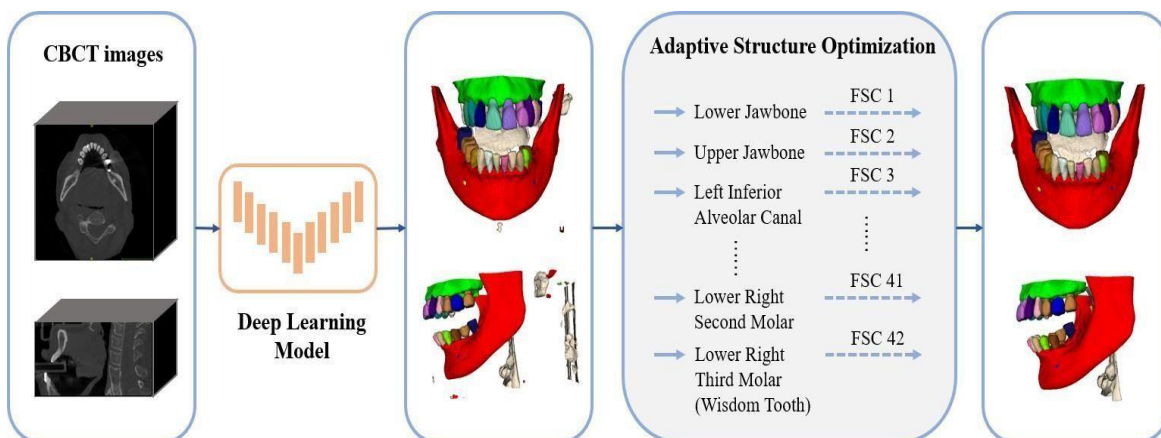 CBCT images
Deep Learning
Model
Adaptive Structure Optimization
Lower Jawbone
FSC 1
Upper Jawbone
FSC 2
Left Inferior
Alveolar Canal
FSC 3
Lower Right
Second Molar
FSC 41
Lower Right
Third Molar
(Wisdom Tooth)
FSC 42